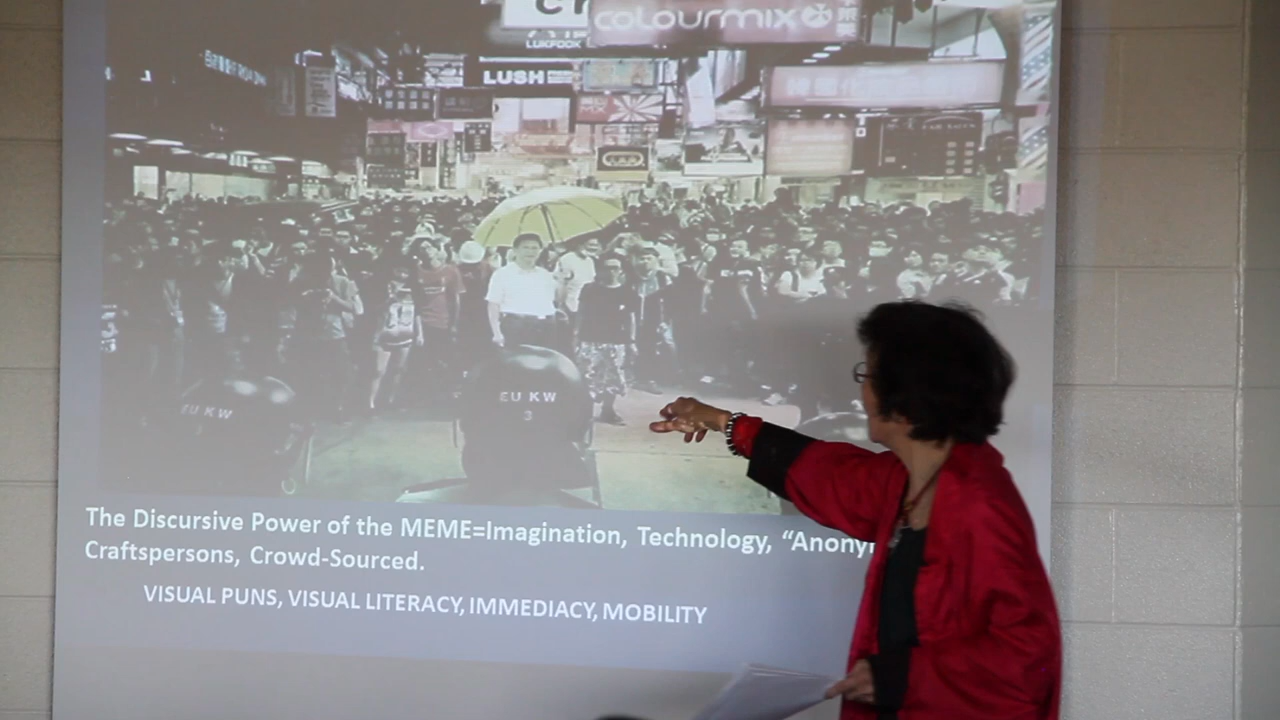 colourmix
LUKFOOK
LUSH
EU KW
EU KW
3
The Discursive Power of the MEME=Imagination, Technology, “Anony
Craftspersons, Crowd-Sourced.
VISUAL PUNS, VISUAL LITERACY, IMMEDIACY, MOBILITY